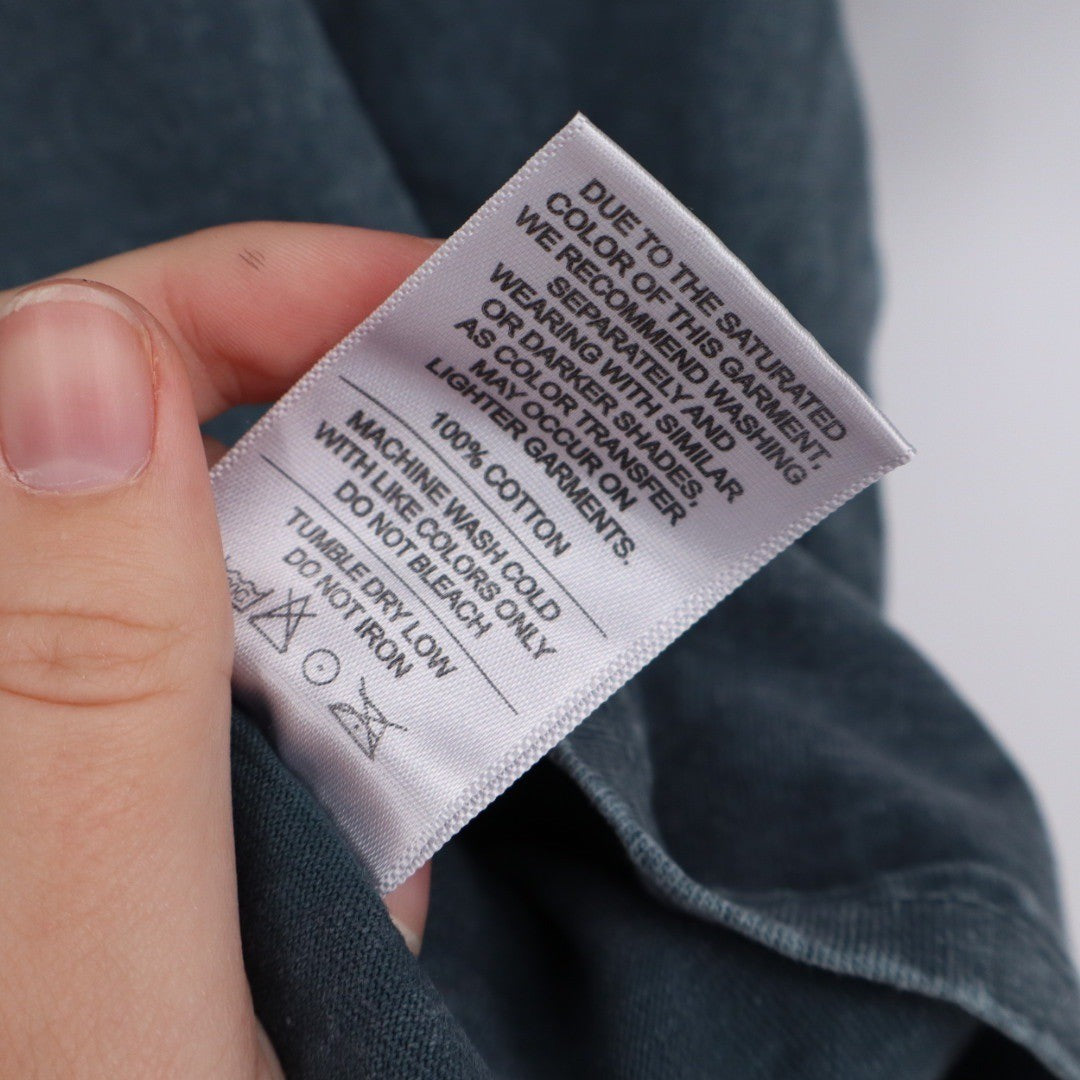 DUE TO THE SATURATED
COLOR OF THIS GARMENT,
WE RECOMMEND WASHING
SEPARATELY AND
WEARING WITH SIMILAR
OR DARKER SHADES,
AS COLOR TRANSFER
MAY OCCUR ON
LIGHTER GARMENTS.
100% COTTON
MACHINE WASH COLD
WITH LIKE COLORS ONLY
DO NOT BLEACH
TUMBLE DRY LOW
DO NOT IRON